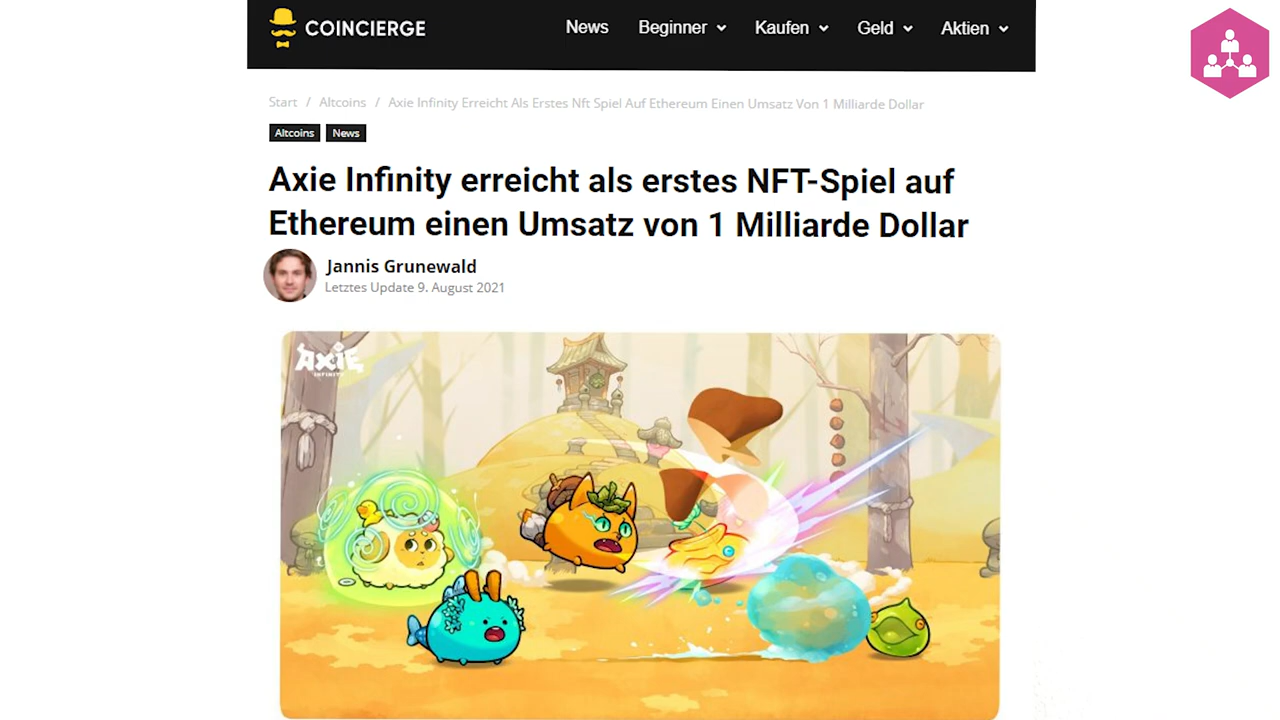 COINCIERGE
News Beginner Kaufen Geld Aktien
Start / Altcoins / Axie Infinity Erreicht Als Erstes Nft Spiel Auf Ethereum Einen Umsatz Von 1 Milliarde Dollar
Altcoins News
Axie Infinity erreicht als erstes NFT-Spiel auf
Ethereum einen Umsatz von 1 Milliarde Dollar
Jannis Grunewald
Letztes Update 9. August 2021
AXIE
INFINITY